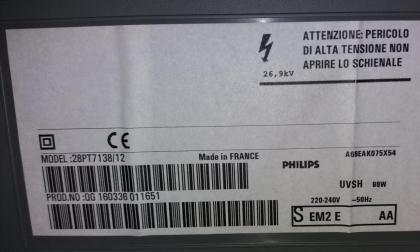 ATTENZIONE: PERICOLO
DI ALTA TENSIONE NON
APRIRE LO SCHIENALE
26,9kV
CE
MODEL :28PT7138/12
Made in FRANCE
PHILIPS
AG6EAK075X54
UVSH 88W
PROD.NO :OG 160336 011651
220-240V ~50Hz
S EM2 E AA